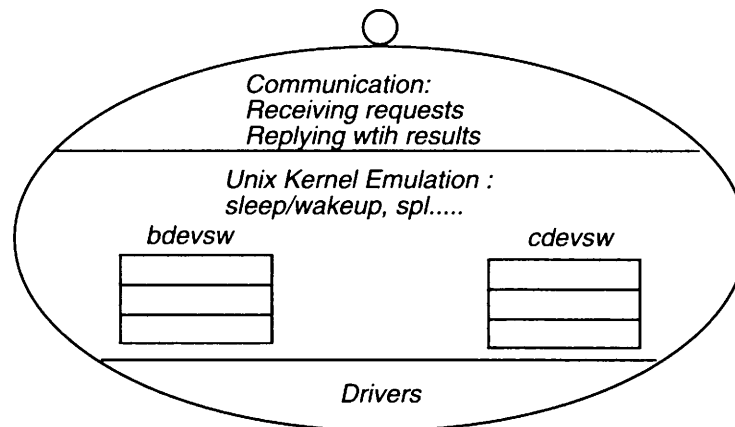 Communication:
Receiving requests
Replying wtih results
Unix Kernel Emulation :
sleep/wakeup, spl.....
bdevsw
cdevsw
Drivers